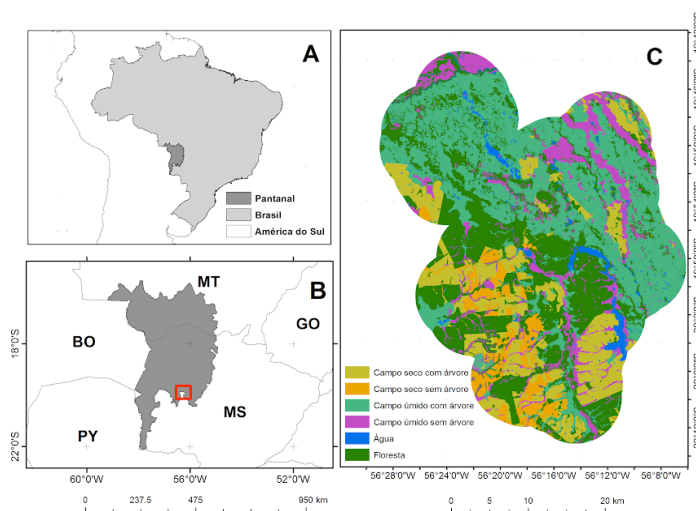 A
Pantanal
Brasil
América do Sul
B
MT
GO
BO
MS
PY
18°0'S
22°0'S
60°0'W
56°0'W
52°0'W
0
237.5
475
950 km
C
Campo seco com árvore
Campo seco sem árvore
Campo úmido com árvore
Campo úmido sem árvore
Água
Floresta
56°28'0"W
56°24'0"W
56°20'0"W
56°16'0"W
56°12'0"W
56°8'0"W
0
5
10
20 km